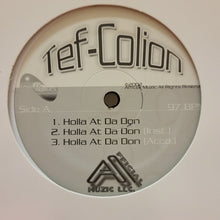 Tef-Colion
Side A
97 BPM
1. Holla At Da Don
2. Holla At Da Don (Inst.)
3. Holla At Da Don (Acca.)
MUZIK LLC.